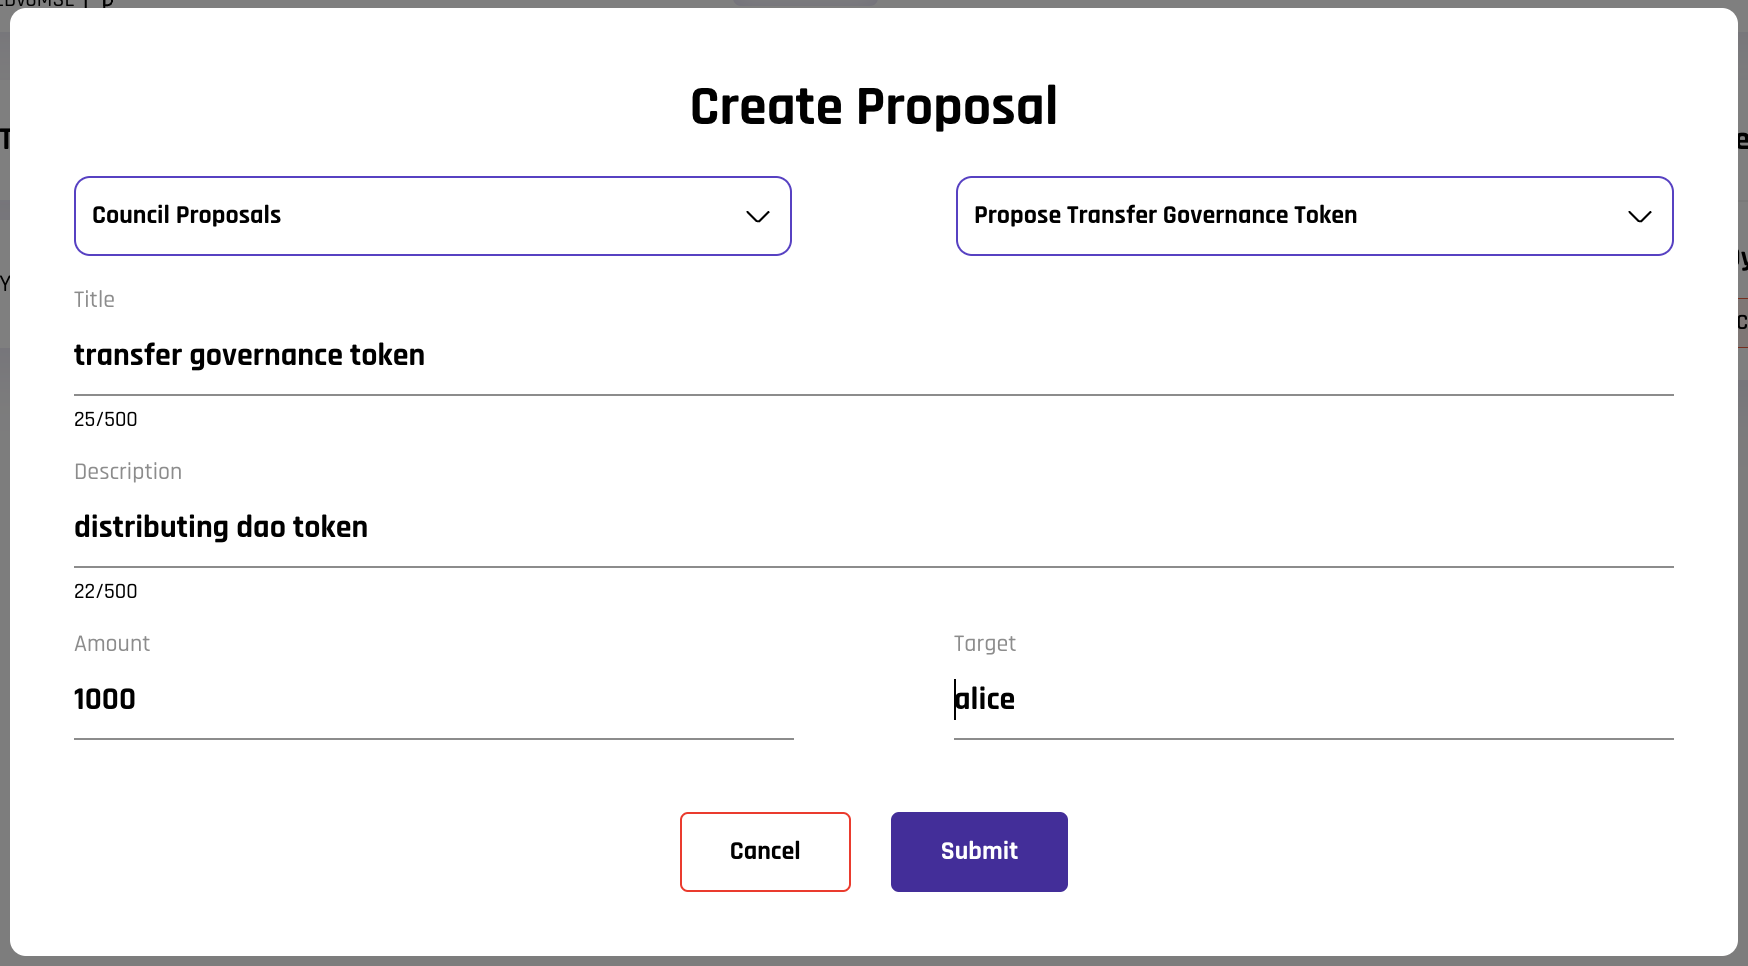 Create Proposal
Council Proposals
Propose Transfer Governance Token
Title
transfer governance token
25/500
Description
distributing dao token
22/500
Amount
Target
1000
alice
Cancel
Submit